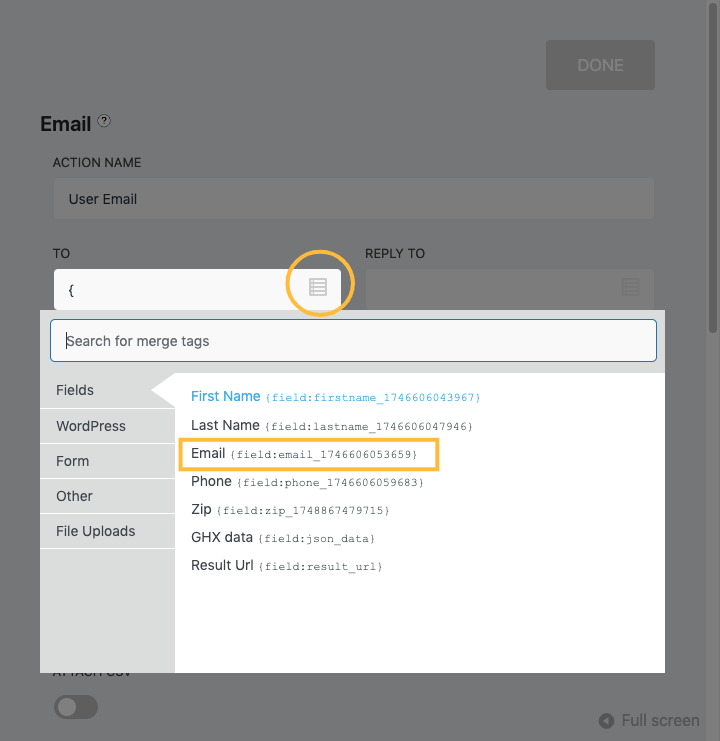 DONE
Email ?
ACTION NAME
User Email
TO
REPLY TO
{
Search for merge tags
Fields
WordPress
Form
Other
File Uploads
First Name {field:firstname_1746606043967}
Last Name {field:lastname_1746606047946}
Email {field:email_1746606053659}
Phone {field:phone_1746606059683}
Zip {field:zip_1748867479715}
GHX data {field:json_data}
Result Url {field:result_url}
ATTACH CSV
Full screen